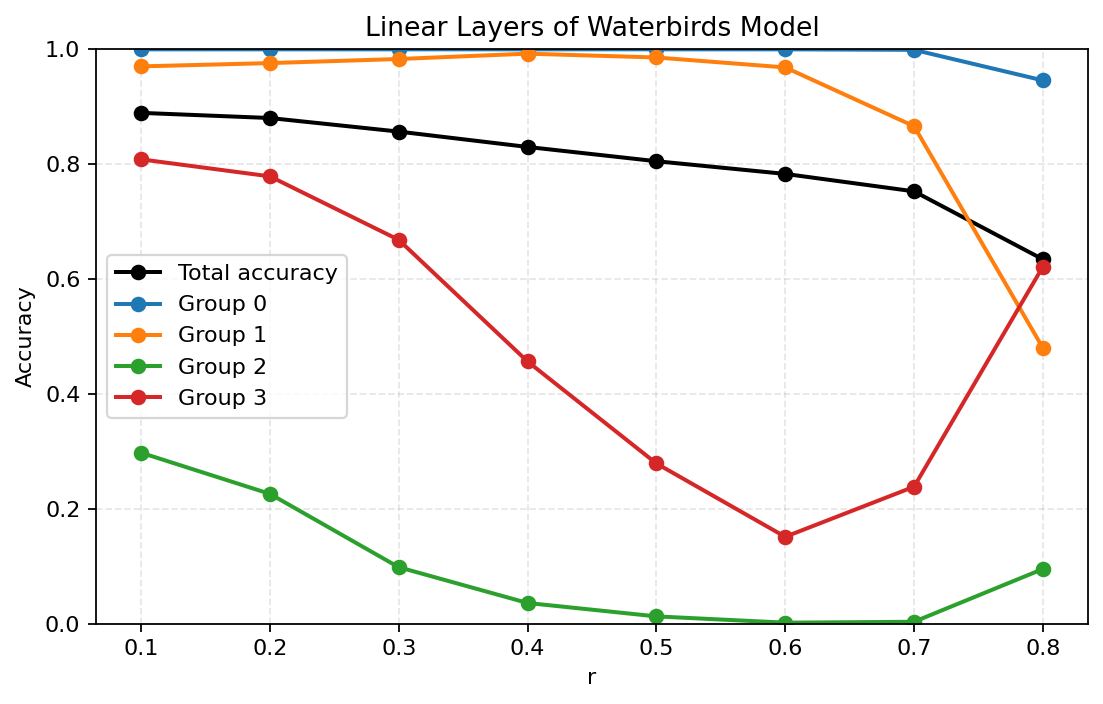 Linear Layers of Waterbirds Model
1.0
0.8
0.6
0.4
0.2
0.0
Accuracy
Total accuracy
Group 0
Group 1
Group 2
Group 3
0.1 0.2 0.3 0.4 0.5 0.6 0.7 0.8
r